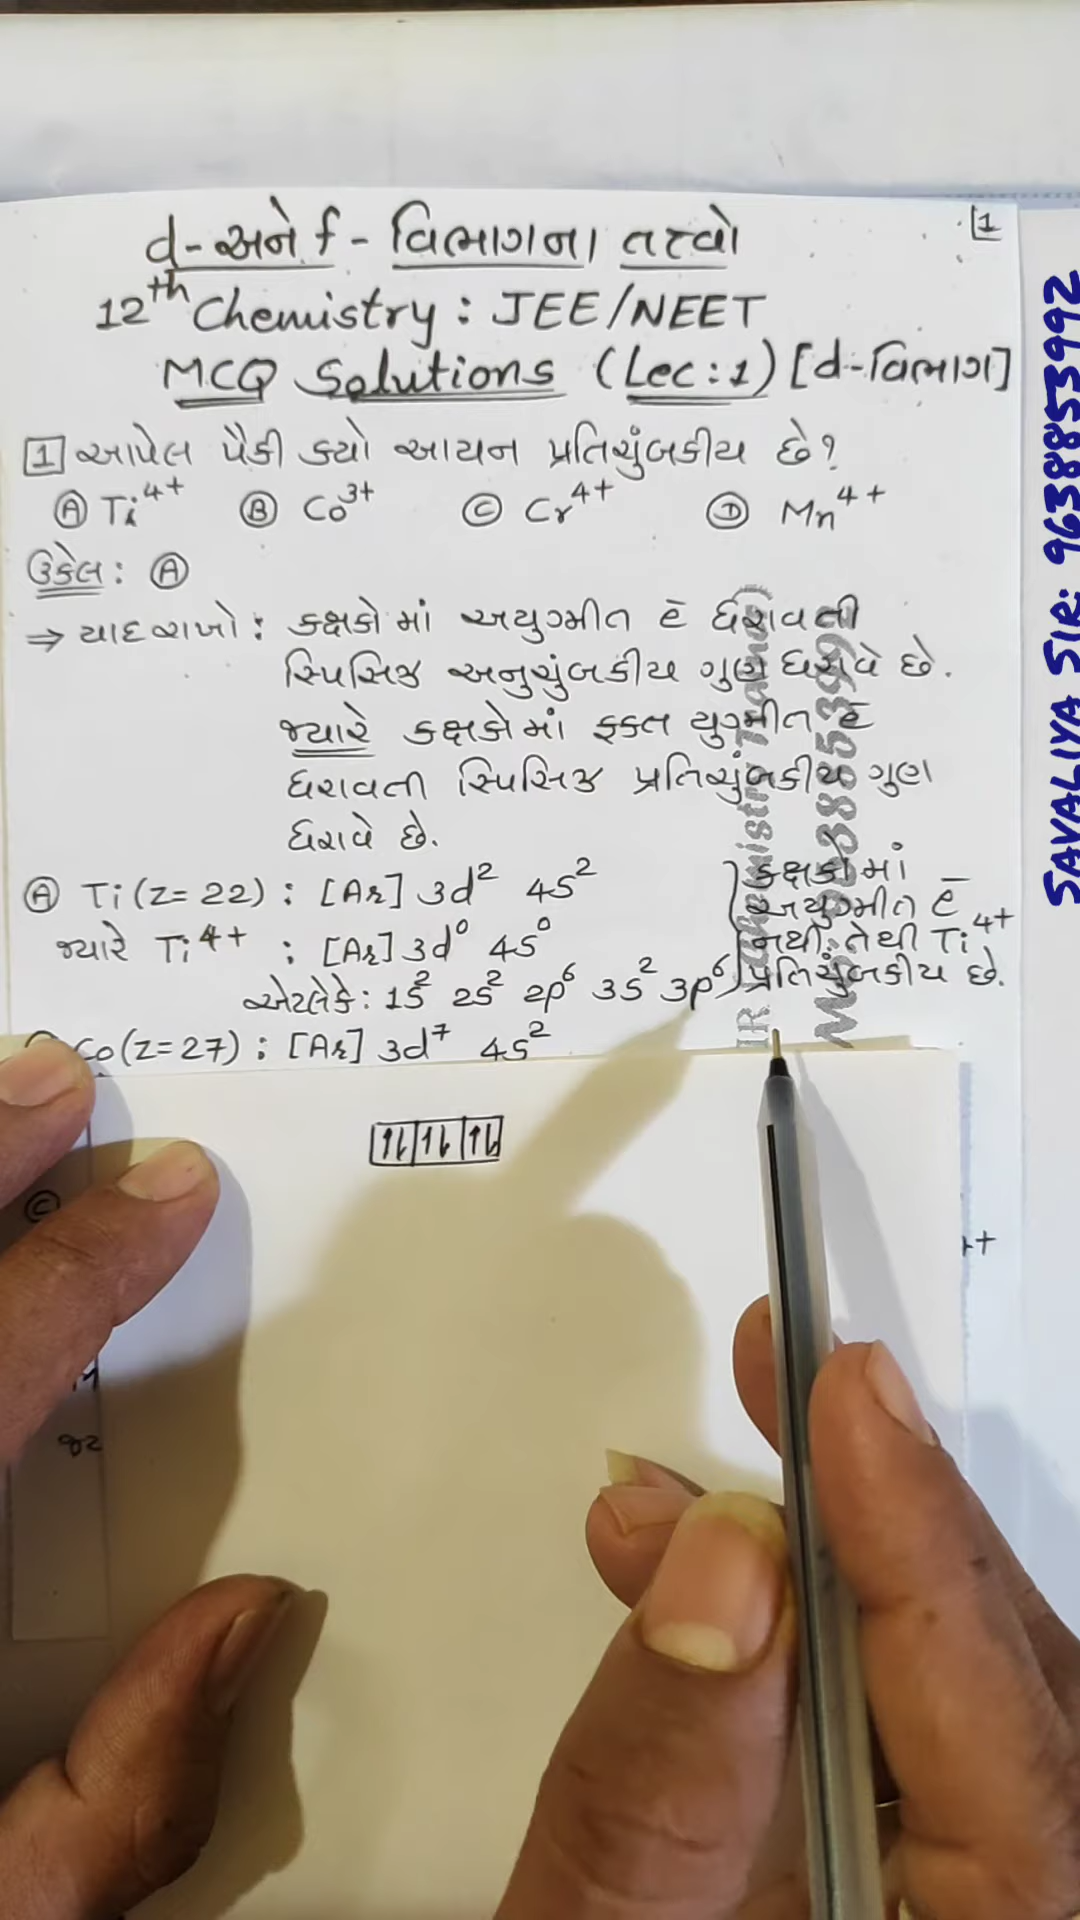 1
d-અને f - વિભાગના તત્વો
12th Chemistry : JEE/NEET
MCQ Solutions (Lec:1) [d-વિભાગ]
1 આપેલ પૈકી ક્યો આયન પ્રતિચુંબકીય છે?
A Ti4+ B Co3+ C Cr4+ D Mn4+
ઉકેલ: A
⇒ યાદ રાખો: કક્ષકોમાં અયુગ્મીત ē ધરાવતી
સ્પિસિઝ અનુચુંબકીય ગુણ ધરાવે છે.
જ્યારે કક્ષકોમાં ફક્ત યુગ્મીત ē
ધરાવતી સ્પિસિઝ પ્રતિચુંબકીય ગુણ
ધરાવે છે.
A Ti(Z=22): [Ar] 3d2 4s2
જ્યારે Ti4+ : [Ar] 3d0 4s0
એટલેકે: 1s2 2s2 2p6 3s2 3p6
કક્ષકોમાં
અયુગ્મીત ē
નથી. તેથી Ti4+
પ્રતિચુંબકીય છે.
Co(Z=27): [Ar] 3d7 4s2
C
SAVALIYA SIR: 9638853992